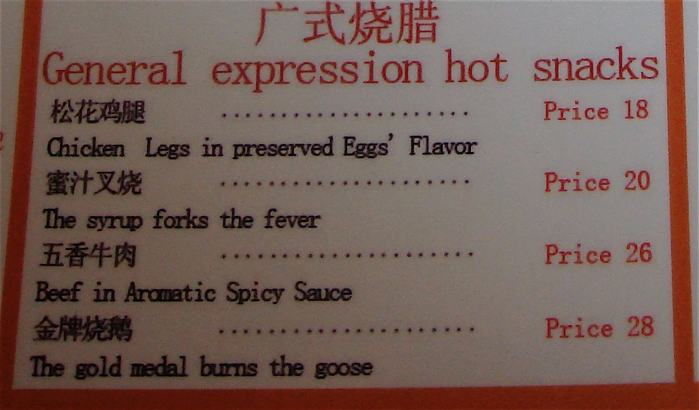 广式烧腊
General expression hot snacks
松花鸡腿 ...................... Price 18
Chicken Legs in preserved Eggs' Flavor
蜜汁叉烧 ...................... Price 20
The syrup forks the fever
五香牛肉 ...................... Price 26
Beef in Aromatic Spicy Sauce
金牌烧鹅 ...................... Price 28
The gold medal burns the goose